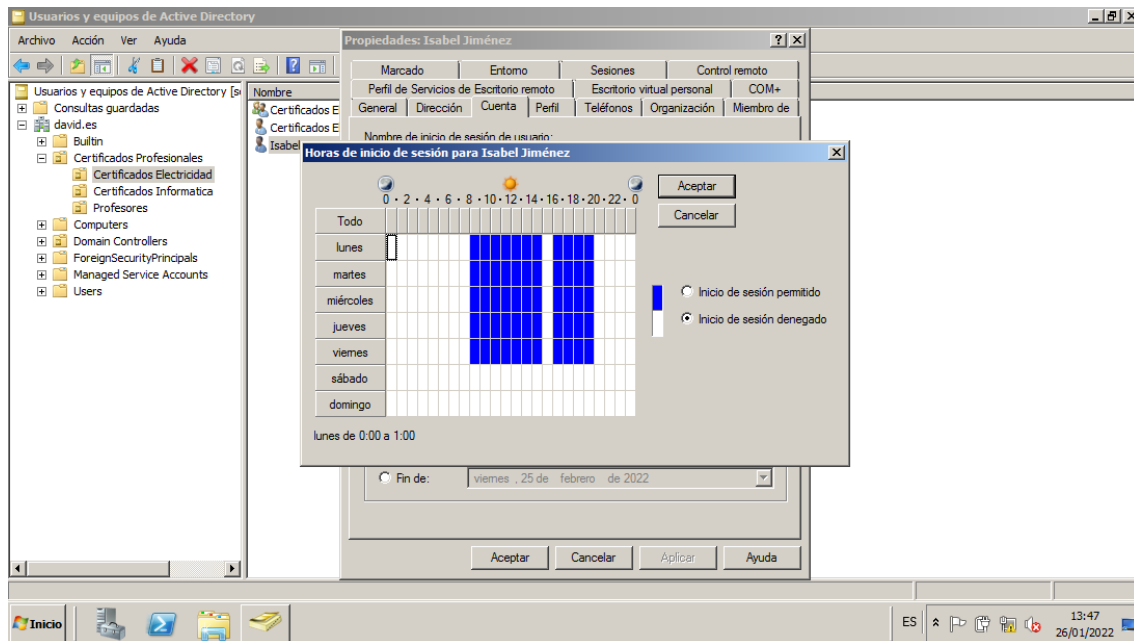 Usuarios y equipos de Active Directory
Archivo Acción Ver Ayuda
Usuarios y equipos de Active Directory [se
Consultas guardadas
david.es
Builtin
Certificados Profesionales
Certificados Electricidad
Certificados Informatica
Profesores
Computers
Domain Controllers
ForeignSecurityPrincipals
Managed Service Accounts
Users
Nombre
Certificados E
Certificados E
Isabel
Propiedades: Isabel Jiménez
Marcado Entorno Sesiones Control remoto
Perfil de Servicios de Escritorio remoto Escritorio virtual personal COM+
General Dirección Cuenta Perfil Teléfonos Organización Miembro de
Nombre de inicio de sesión de usuario:
Horas de inicio de sesión para Isabel Jiménez
0 · 2 · 4 · 6 · 8 · 10 · 12 · 14 · 16 · 18 · 20 · 22 · 0
Todo
lunes
martes
miércoles
jueves
viernes
sábado
domingo
Aceptar
Cancelar
Inicio de sesión permitido
Inicio de sesión denegado
lunes de 0:00 a 1:00
Fin de: viernes , 25 de febrero de 2022
Aceptar Cancelar Aplicar Ayuda
Inicio
ES
13:47
26/01/2022